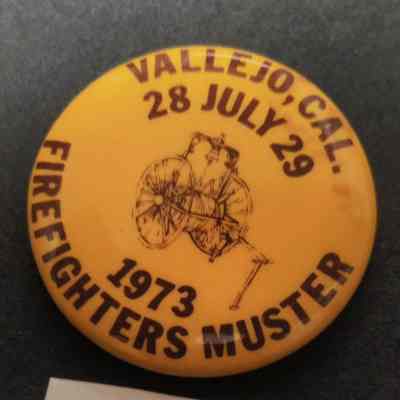 VALLEJO, CAL.
28 JULY 29
1973
FIREFIGHTERS MUSTER